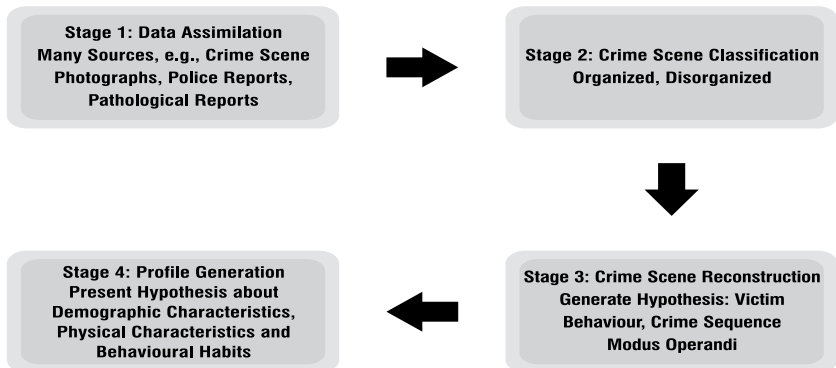 Stage 1: Data Assimilation
Many Sources, e.g., Crime Scene
Photographs, Police Reports,
Pathological Reports
Stage 2: Crime Scene Classification
Organized, Disorganized
Stage 3: Crime Scene Reconstruction
Generate Hypothesis: Victim
Behaviour, Crime Sequence
Modus Operandi
Stage 4: Profile Generation
Present Hypothesis about
Demographic Characteristics,
Physical Characteristics and
Behavioural Habits